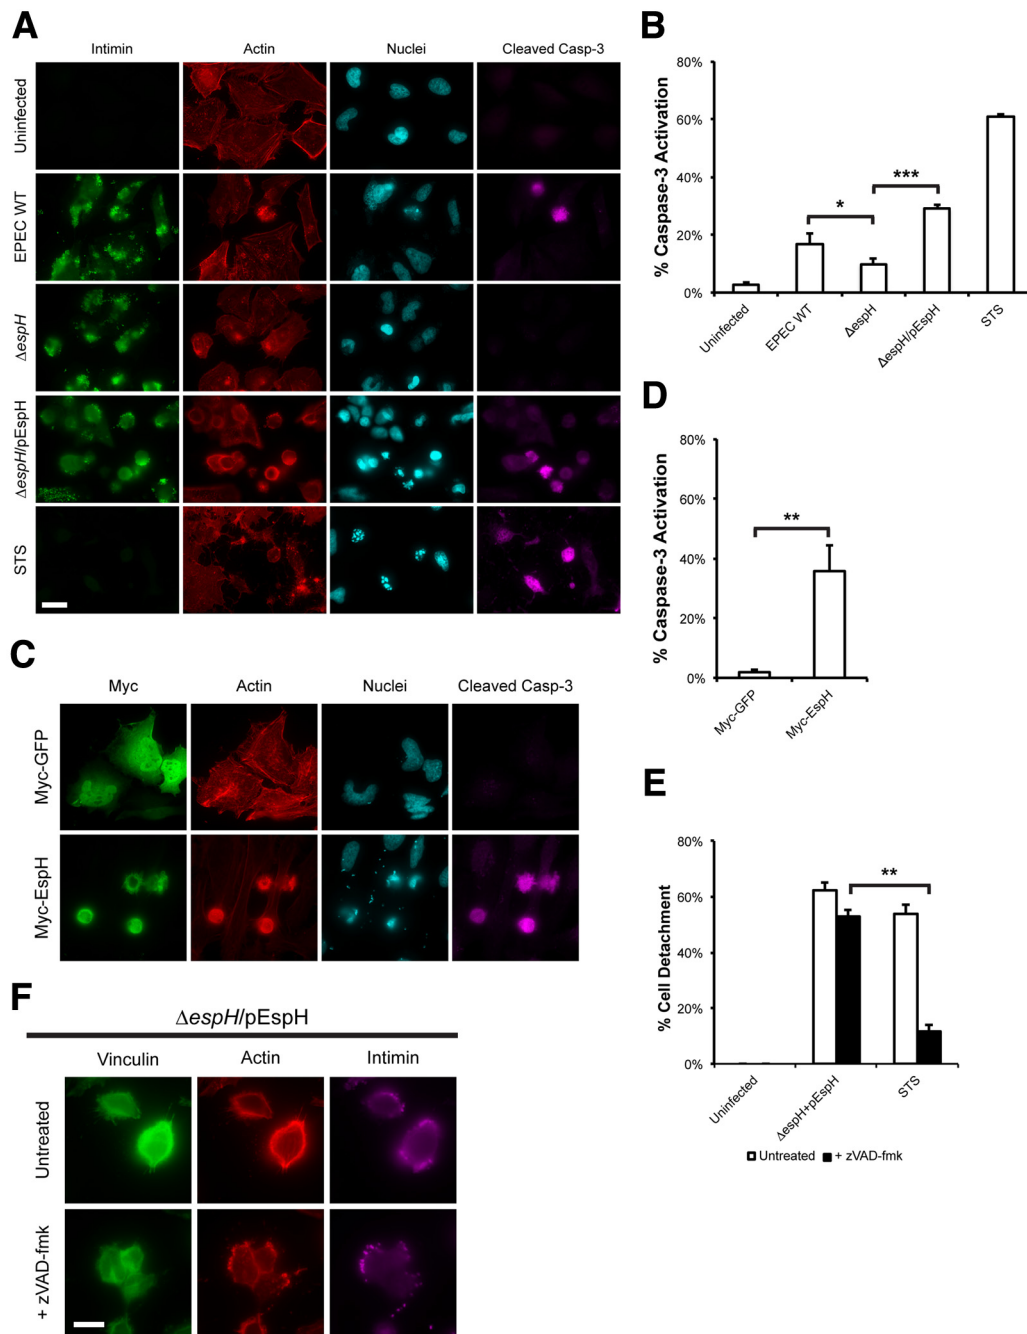 A
Intimin Actin Nuclei Cleaved Casp-3
Uninfected
EPEC WT
ΔespH
ΔespH/pEspH
STS
B
% Caspase-3 Activation
80%
60%
40%
20%
0%
*
***
Uninfected
EPEC WT
ΔespH
ΔespH/pEspH
STS
C
Myc Actin Nuclei Cleaved Casp-3
Myc-GFP
Myc-EspH
D
% Caspase-3 Activation
80%
60%
40%
20%
0%
**
Myc-GFP
Myc-EspH
E
% Cell Detachment
80%
60%
40%
20%
0%
**
Uninfected
ΔespH+pEspH
STS
Untreated + zVAD-fmk
F
ΔespH/pEspH
Vinculin Actin Intimin
Untreated
+ zVAD-fmk